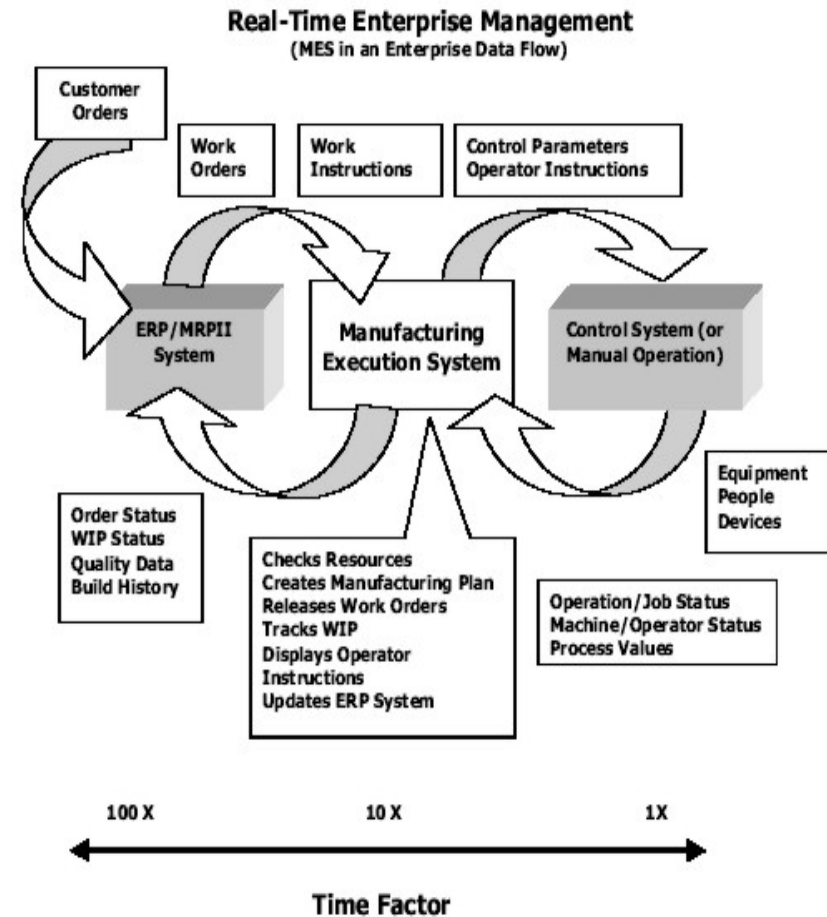 Real-Time Enterprise Management
(MES in an Enterprise Data Flow)
Customer
Orders
Work
Orders
Work
Instructions
Control Parameters
Operator Instructions
ERP/MRPII
System
Manufacturing
Execution System
Control System (or
Manual Operation)
Order Status
WIP Status
Quality Data
Build History
Checks Resources
Creates Manufacturing Plan
Releases Work Orders
Tracks WIP
Displays Operator
Instructions
Updates ERP System
Equipment
People
Devices
Operation/Job Status
Machine/Operator Status
Process Values
100 X
10 X
1X
Time Factor